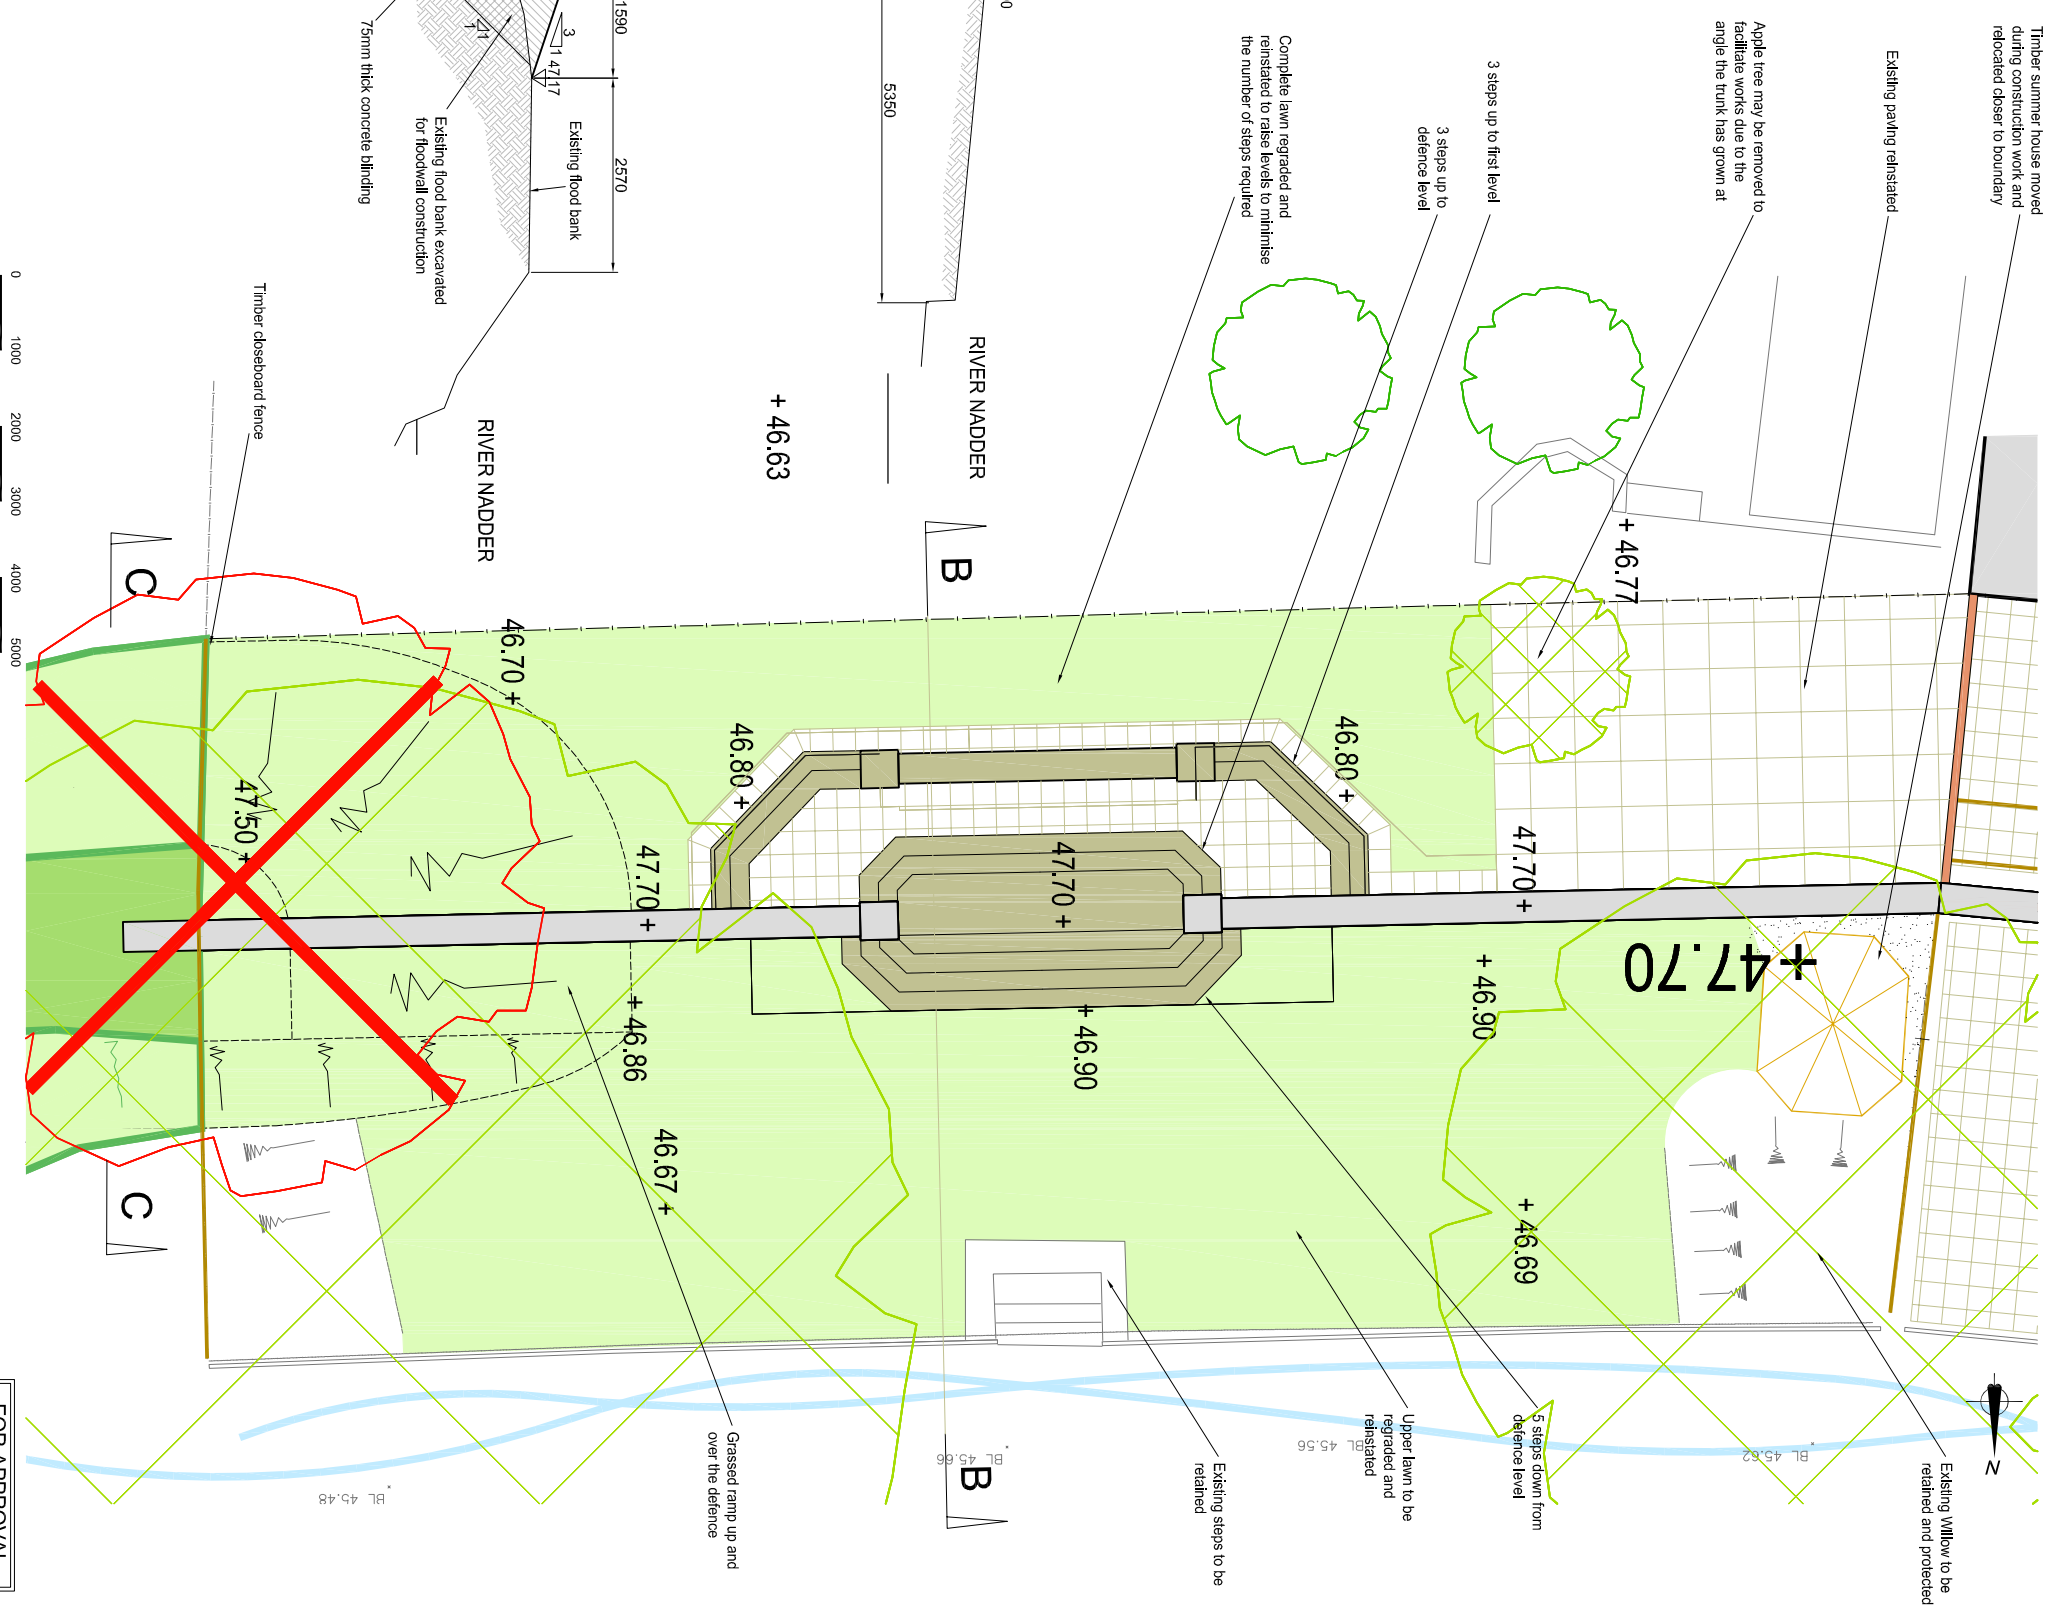 Timber summer house moved
during construction work and
relocated closer to boundary
Existing paving reinstated
Apple tree may be removed to
facilitate works due to the
angle the trunk has grown at
3 steps up to first level
3 steps up to
defence level
Complete lawn regraded and
reinstated to raise levels to minimise
the number of steps required
5350
RIVER NADDER
1590
2570
3
1
47.17
1
1
Existing flood bank
Existing flood bank excavated
for floodwall construction
75mm thick concrete blinding
RIVER NADDER
Timber closeboard fence
0
1000
2000
3000
4000
5000
+ 46.63
+ 46.77
B
C
46.70 +
46.80 +
46.80 +
47.50 +
47.70 +
47.70 +
47.70 +
+47.70
+ 46.86
+ 46.90
+ 46.90
46.67 +
+ 46.69
C
B
N
BL 45.48
BL 45.66
BL 45.56
BL 45.62
Existing Willow to be
retained and protected
5 steps down from
defence level
Upper lawn to be
regraded and
reinstated
Existing steps to be
retained
Grassed ramp up and
over the defence
FOR APPROVAL